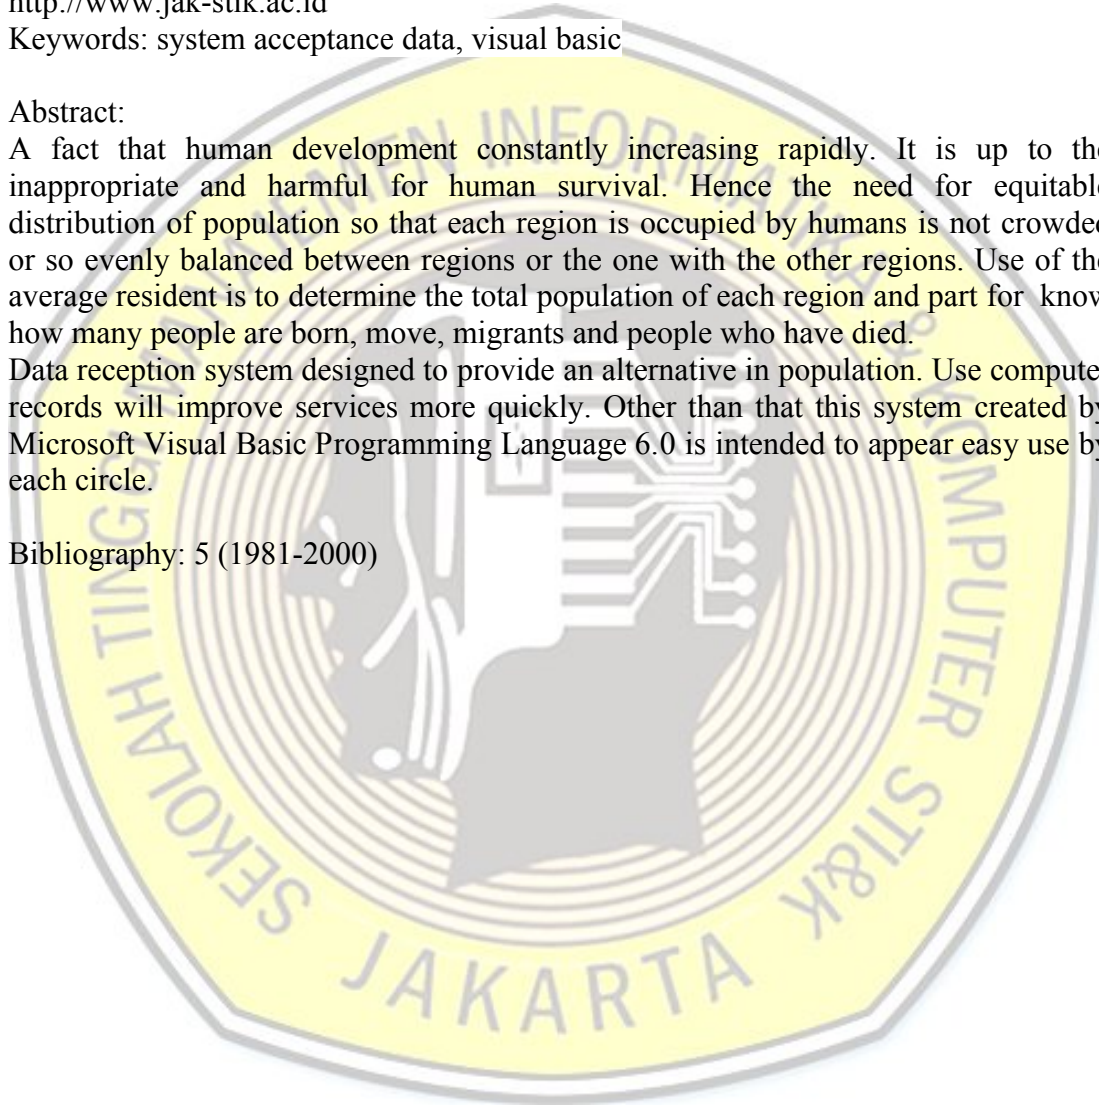 http://www.jak-stik.ac.id
Keywords: system acceptance data, visual basic
Abstract:
A fact that human development constantly increasing rapidly. It is up to the
inappropriate and harmful for human survival. Hence the need for equitable
distribution of population so that each region is occupied by humans is not crowded
or so evenly balanced between regions or the one with the other regions. Use of the
average resident is to determine the total population of each region and part for know
how many people are born, move, migrants and people who have died.
Data reception system designed to provide an alternative in population. Use compute
records will improve services more quickly. Other than that this system created by
Microsoft Visual Basic Programming Language 6.0 is intended to appear easy use by
each circle.
Bibliography: 5 (1981-2000)
SEKOLAH TINGGI MANAJEMEN INFORMATIKA & KOMPUTER STI&K
JAKARTA